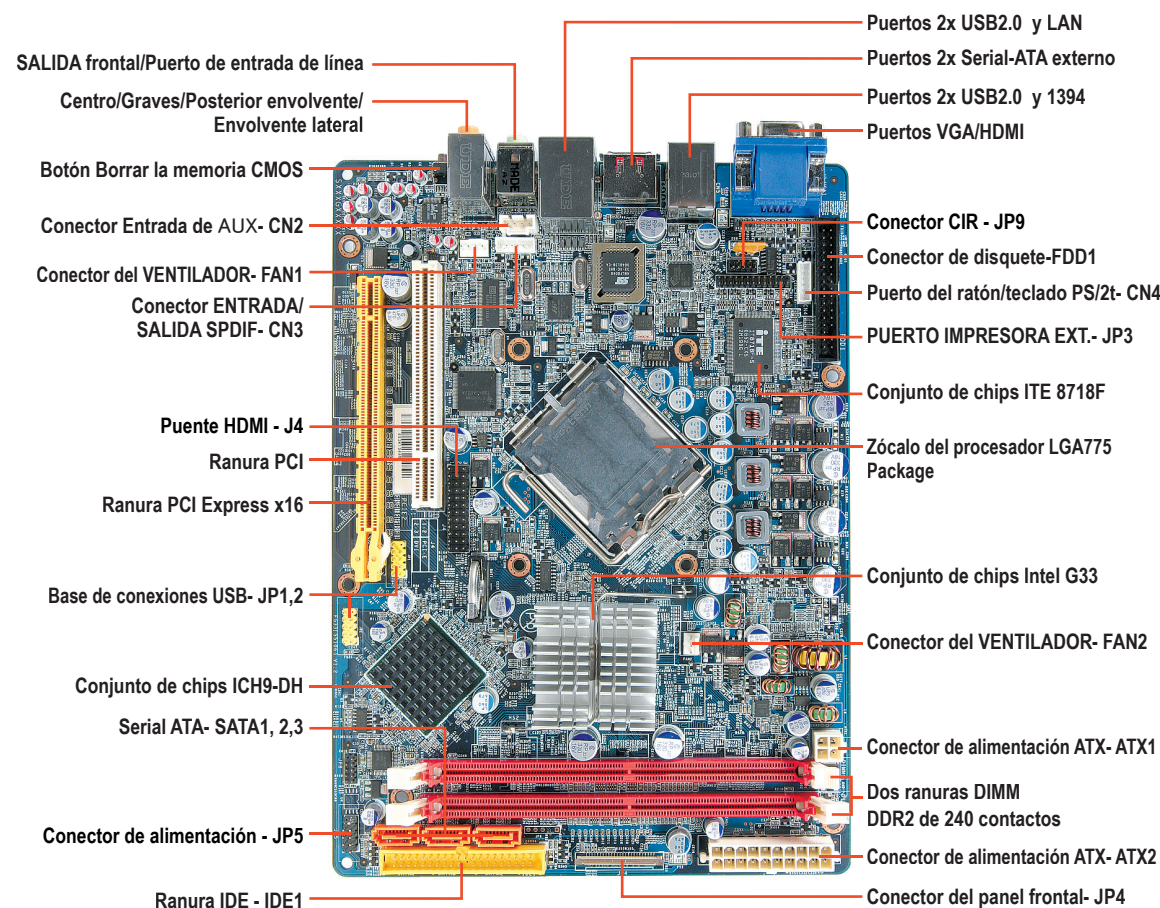 Puertos 2x USB2.0 y LAN
SALIDA frontal/Puerto de entrada de línea
Puertos 2x Serial-ATA externo
Centro/Graves/Posterior envolvente/
Envolvente lateral
Puertos 2x USB2.0 y 1394
Puertos VGA/HDMI
Botón Borrar la memoria CMOS
Conector Entrada de AUX- CN2
Conector CIR - JP9
Conector de disquete-FDD1
Conector del VENTILADOR- FAN1
Puerto del ratón/teclado PS/2t- CN4
Conector ENTRADA/
SALIDA SPDIF- CN3
PUERTO IMPRESORA EXT.- JP3
Conjunto de chips ITE 8718F
Puente HDMI - J4
Ranura PCI
Zócalo del procesador LGA775
Package
Ranura PCI Express x16
Conjunto de chips Intel G33
Base de conexiones USB- JP1,2
Conector del VENTILADOR- FAN2
Conjunto de chips ICH9-DH
Serial ATA- SATA1, 2,3
Conector de alimentación ATX- ATX1
Dos ranuras DIMM
DDR2 de 240 contactos
Conector de alimentación - JP5
Conector de alimentación ATX- ATX2
Ranura IDE - IDE1
Conector del panel frontal- JP4